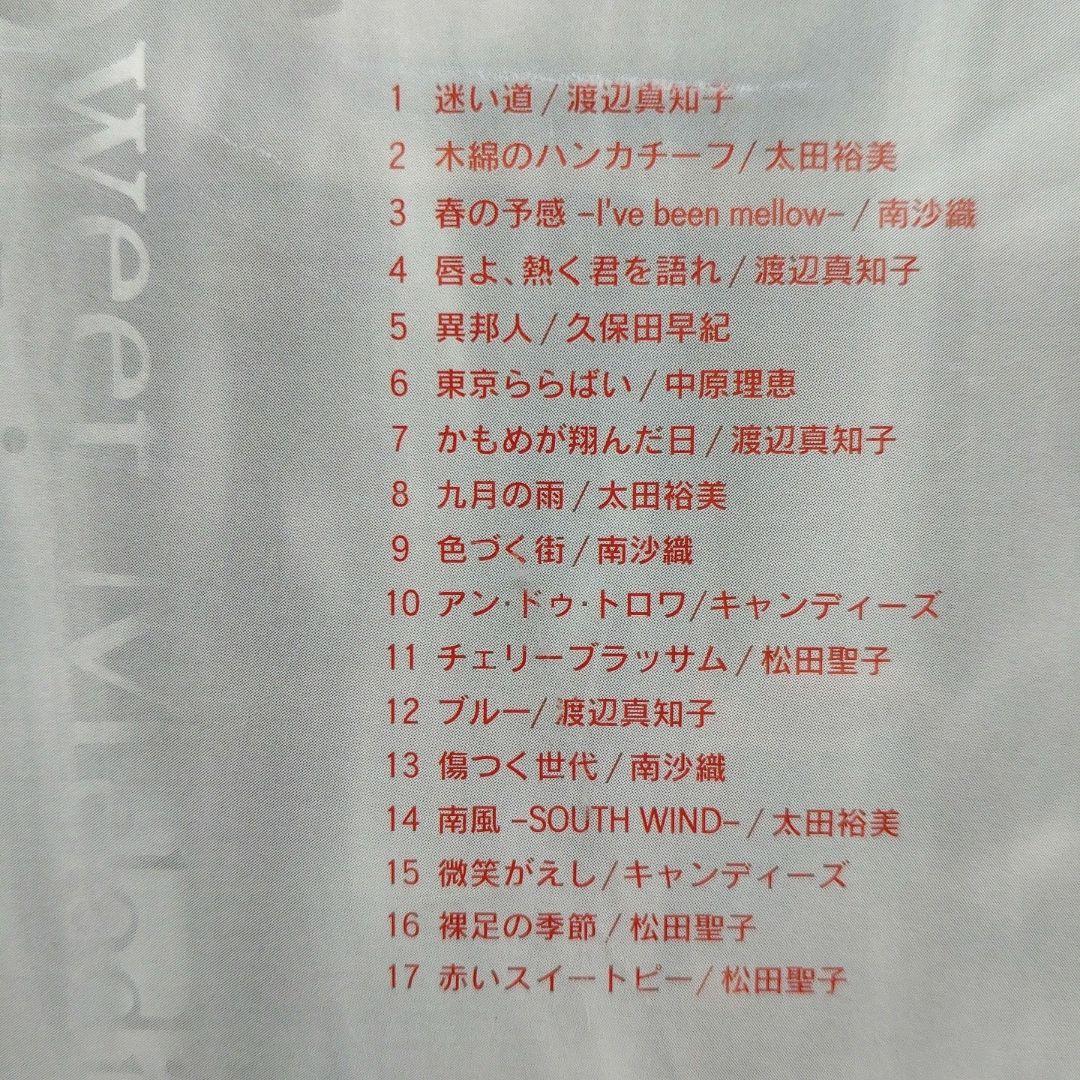 1 迷い道/渡辺真知子
2 木綿のハンカチーフ/太田裕美
3 春の予感 –I've been mellow–/南沙織
4 唇よ、熱く君を語れ/渡辺真知子
5 異邦人/久保田早紀
6 東京ららばい/中原理恵
7 かもめが翔んだ日/渡辺真知子
8 九月の雨/太田裕美
9 色づく街/南沙織
10 アン・ドゥ・トロワ/キャンディーズ
11 チェリーブラッサム/松田聖子
12 ブルー/渡辺真知子
13 傷つく世代/南沙織
14 南風 –SOUTH WIND–/太田裕美
15 微笑がえし/キャンディーズ
16 裸足の季節/松田聖子
17 赤いスイートピー/松田聖子